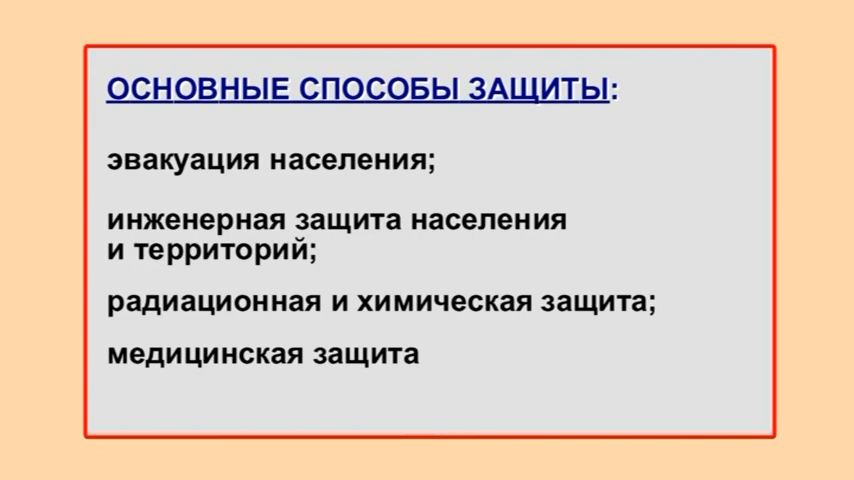 ОСНОВНЫЕ СПОСОБЫ ЗАЩИТЫ:
эвакуация населения;
инженерная защита населения
и территорий;
радиационная и химическая защита;
медицинская защита